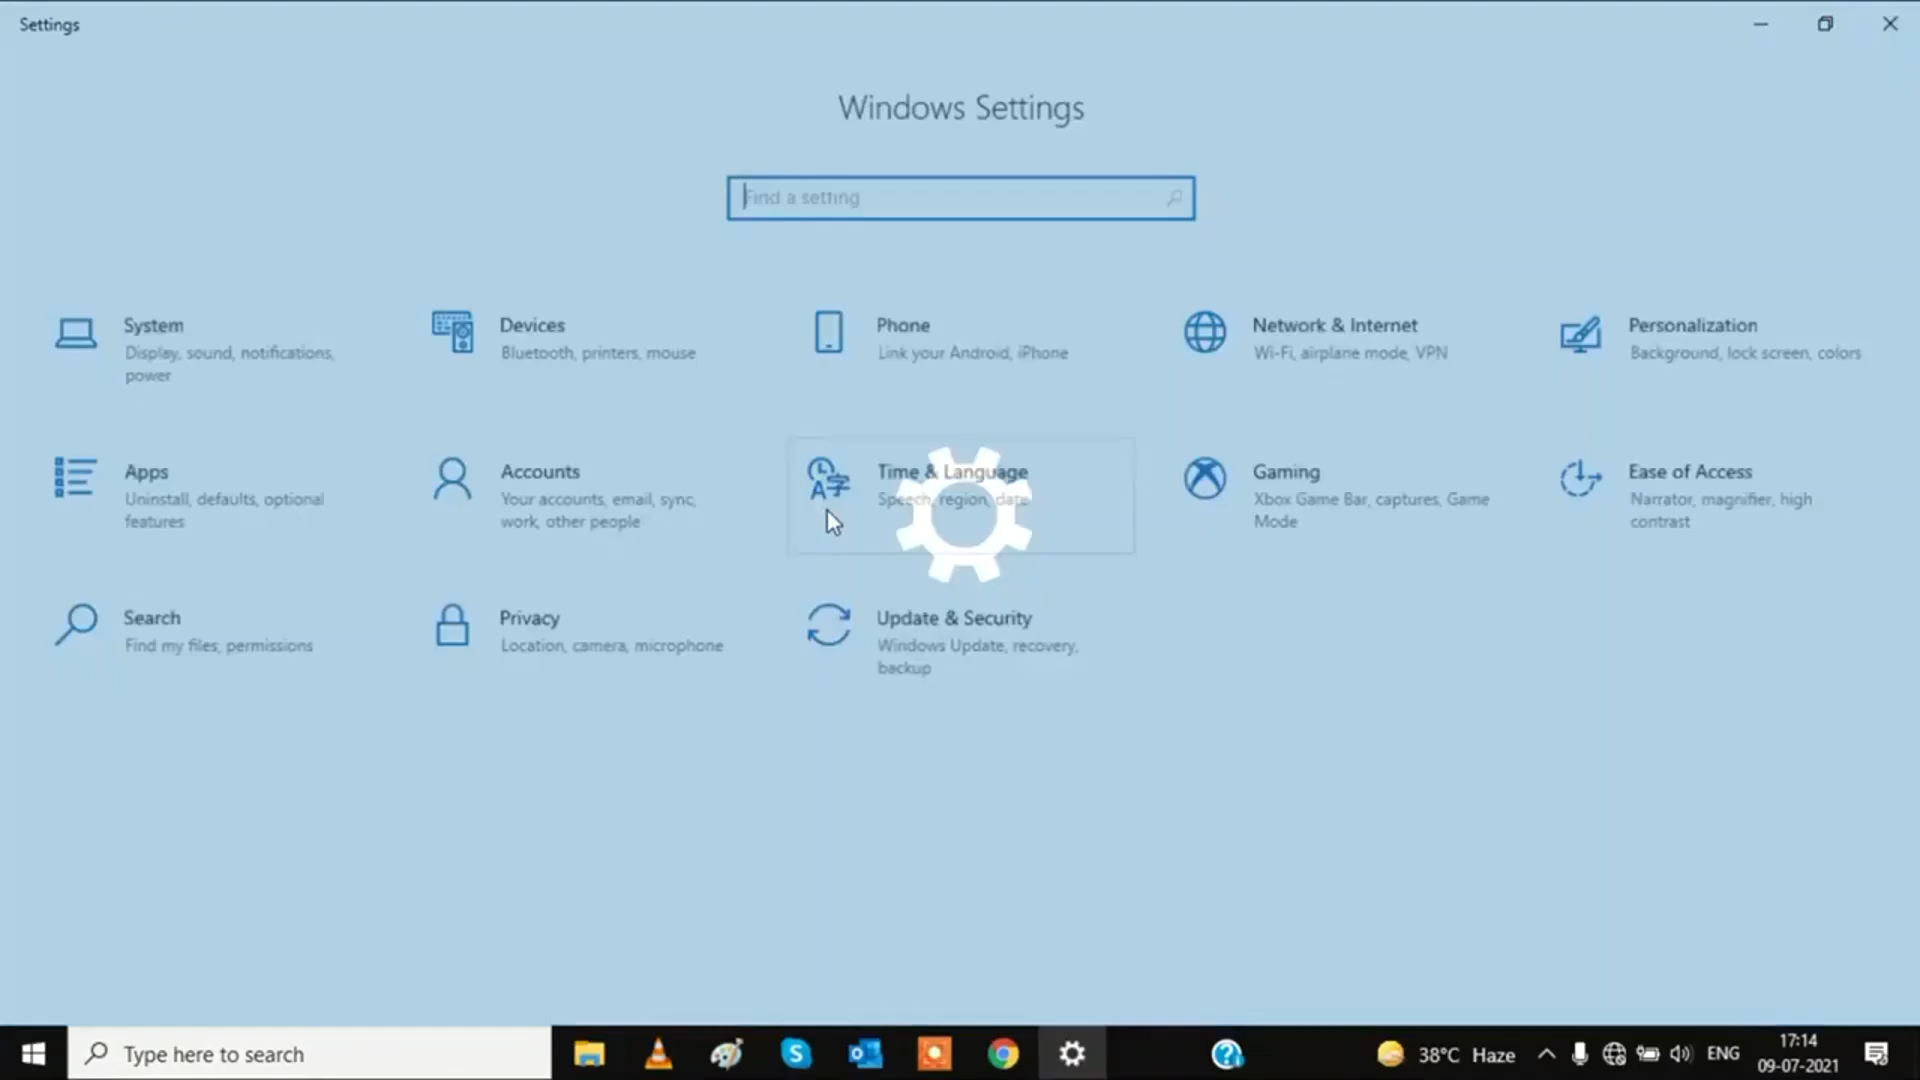 Settings
Windows Settings
Find a setting
System
Display, sound, notifications,
power
Devices
Bluetooth, printers, mouse
Phone
Link your Android, iPhone
Network & Internet
Wi-Fi, airplane mode, VPN
Personalization
Background, lock screen, colors
Apps
Uninstall, defaults, optional
features
Accounts
Your accounts, email, sync,
work, other people
Time & Language
Speech, region, date
Gaming
Xbox Game Bar, captures, Game
Mode
Ease of Access
Narrator, magnifier, high
contrast
Search
Find my files, permissions
Privacy
Location, camera, microphone
Update & Security
Windows Update, recovery,
backup
Type here to search
38°C Haze
ENG
17:14
09-07-2021